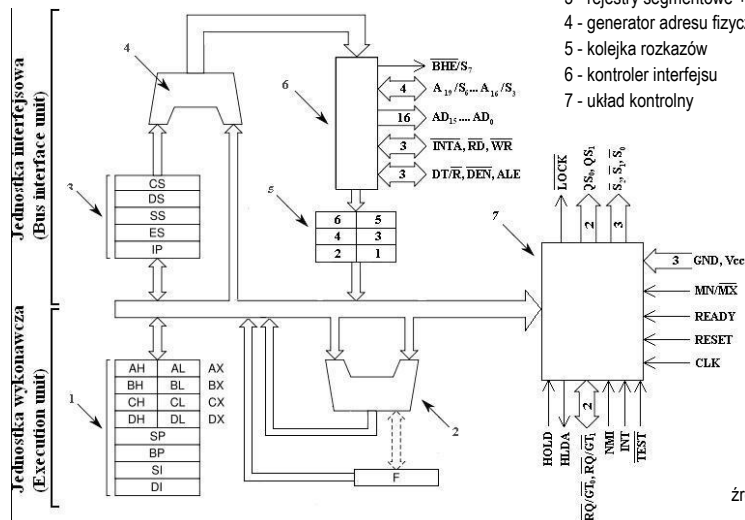 3 - rejestry segmentowe +
4 - generator adresu fizycz
5 - kolejka rozkazów
6 - kontroler interfejsu
7 - układ kontrolny
Jednostka interfejsowa
(Bus interface unit)
4
6
BHE/S7
4 A19/S6... A16/S3
16 AD15.... AD0
3 INTA, RD, WR
3 DT/R, DEN, ALE
3
CS
DS
SS
ES
IP
5
6 5
4 3
2 1
7
LOCK
2 QS0, QS1
3 S2, S1, S0
3 GND, Vcc
MN/MX
READY
RESET
CLK
HOLD
HLDA
2 RQ/GT0, RQ/GT1
NMI
INT
TEST
Jednostka wykonawcza
(Execution unit)
1
AH AL AX
BH BL BX
CH CL CX
DH DL DX
SP
BP
SI
DI
2
F
źr